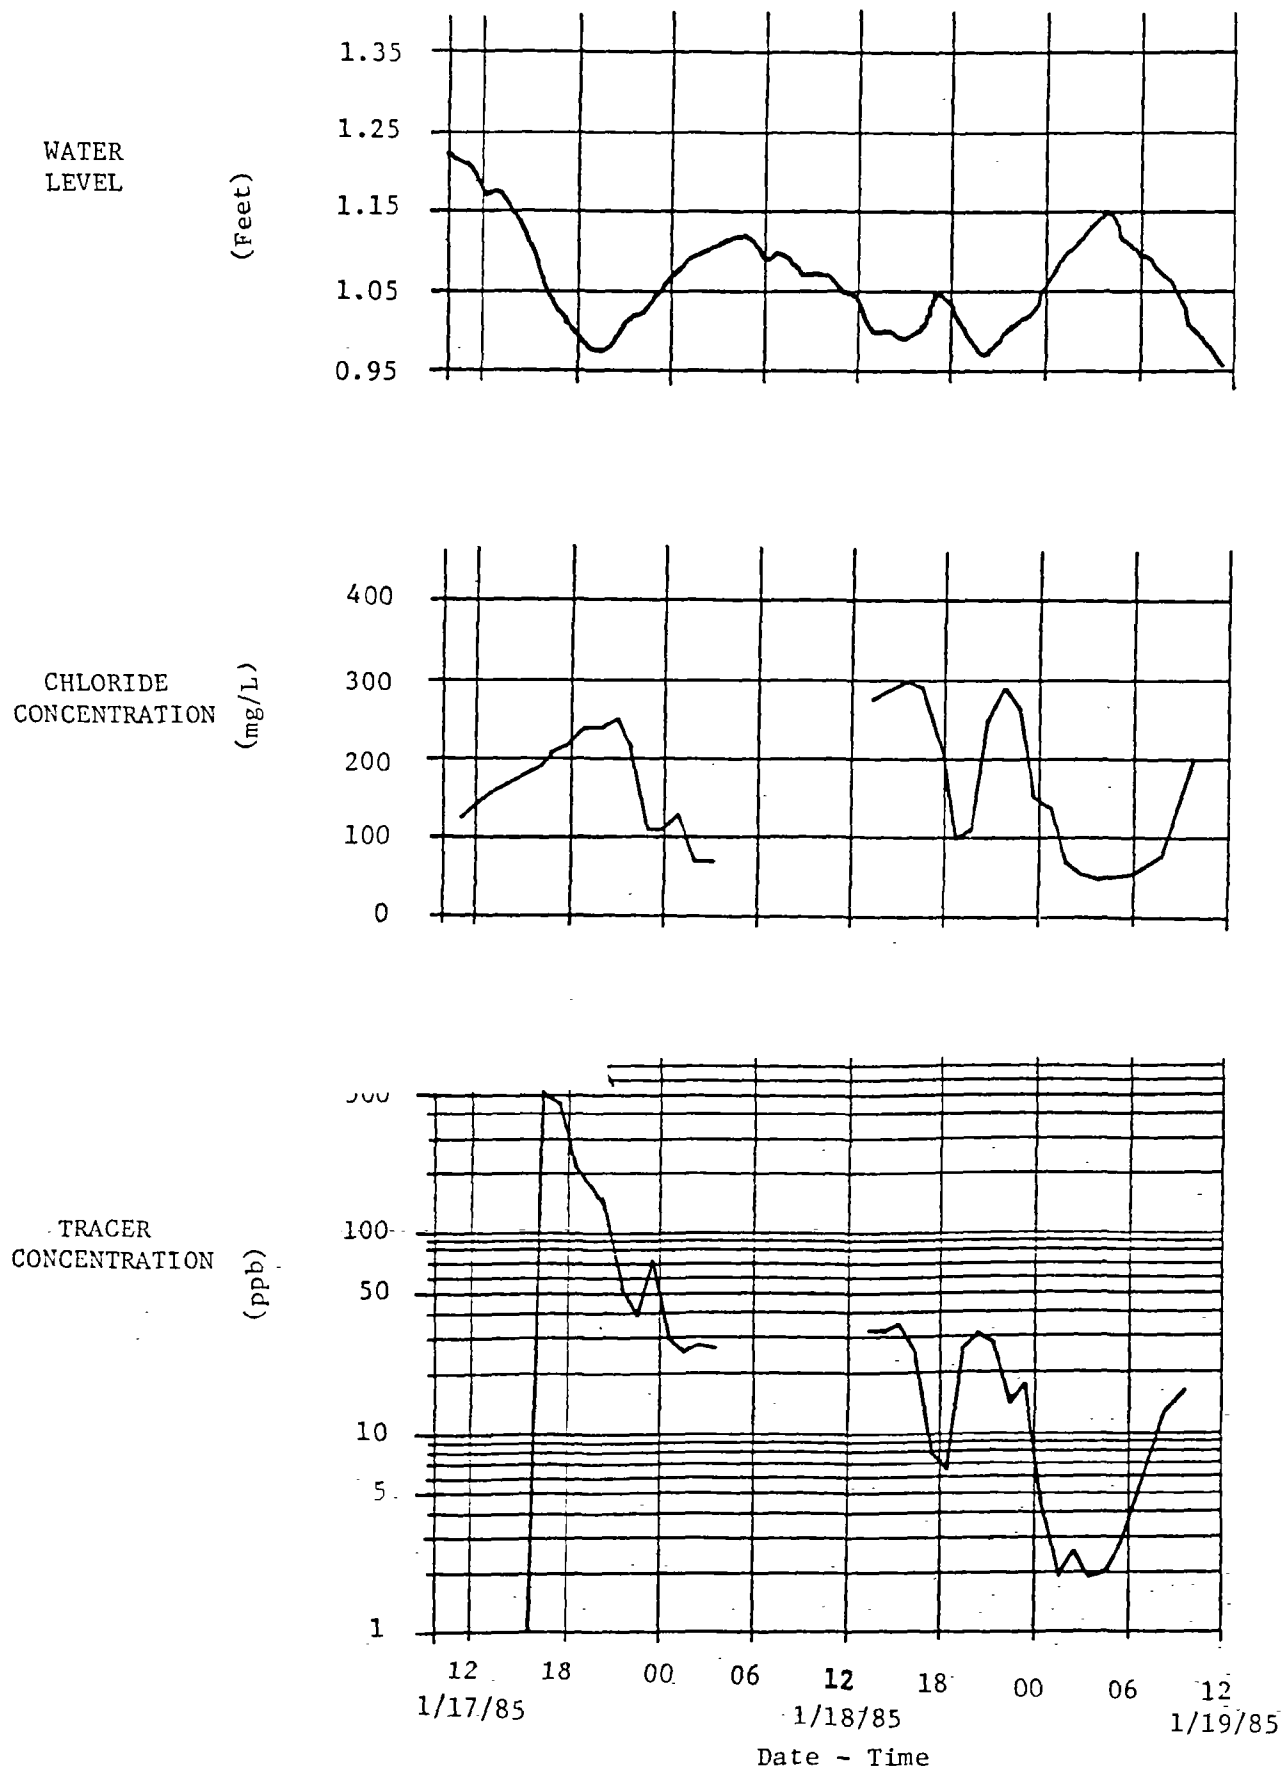 WATER
LEVEL
(Feet)
1.35
1.25
1.15
1.05
0.95
CHLORIDE
CONCENTRATION
(mg/L)
400
300
200
100
0
TRACER
CONCENTRATION
(ppb)
100
50
10
5
1
12 18 00 06 12 18 00 06 12
1/17/85 1/18/85 1/19/85
Date - Time